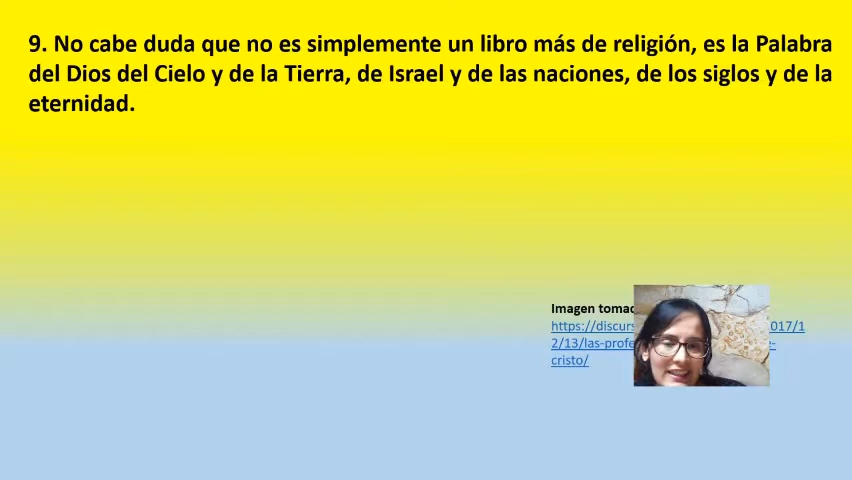 9. No cabe duda que no es simplemente un libro más de religión, es la Palabra
del Dios del Cielo y de la Tierra, de Israel y de las naciones, de los siglos y de la
eternidad.
Imagen
https://discurs 017/1
2/13/las-profe e-
cristo/